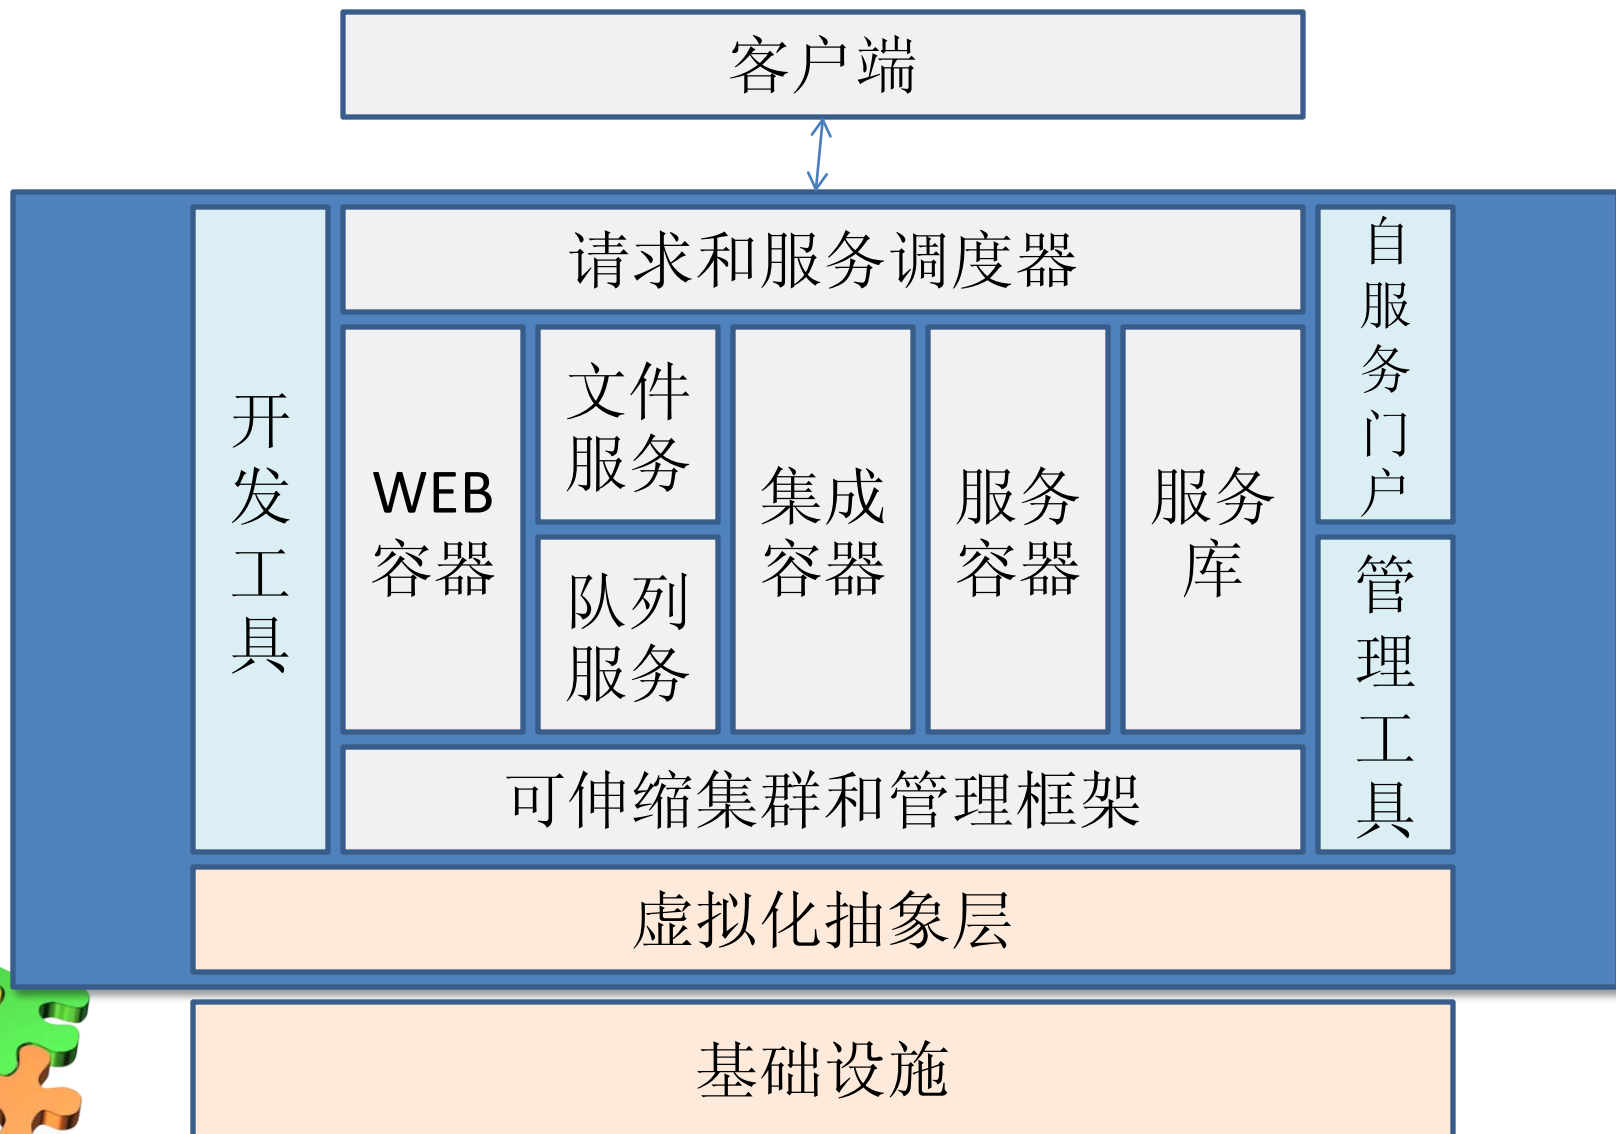 客户端
请求和服务调度器
开
发
工
具
WEB
容器
文件
服务
队列
服务
集成
容器
服务
容器
服务
库
自
服
务
门
户
管
理
工
具
可伸缩集群和管理框架
虚拟化抽象层
基础设施